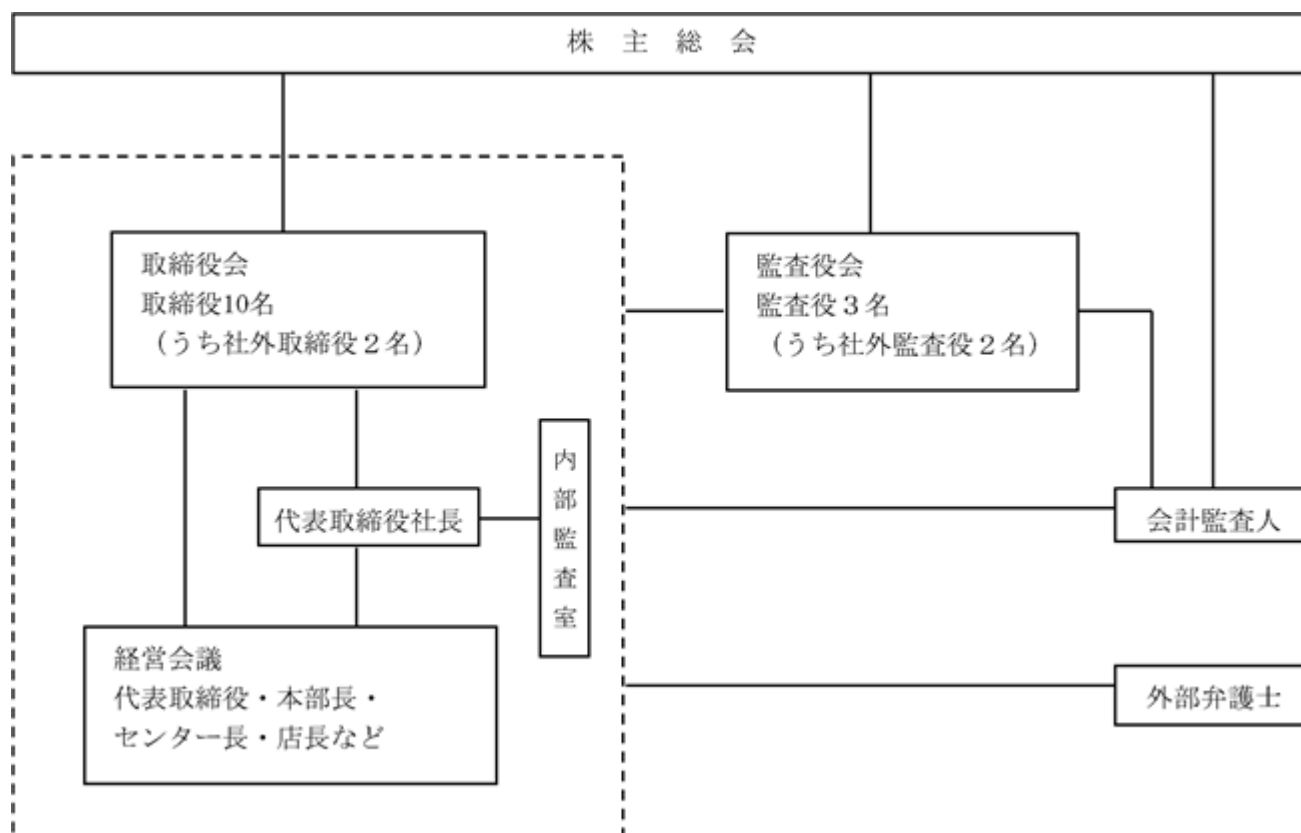 株主総会
取締役会
取締役10名
（うち社外取締役２名）
監査役会
監査役３名
（うち社外監査役２名）
内部監査室
代表取締役社長
会計監査人
経営会議
代表取締役・本部長・
センター長・店長など
外部弁護士